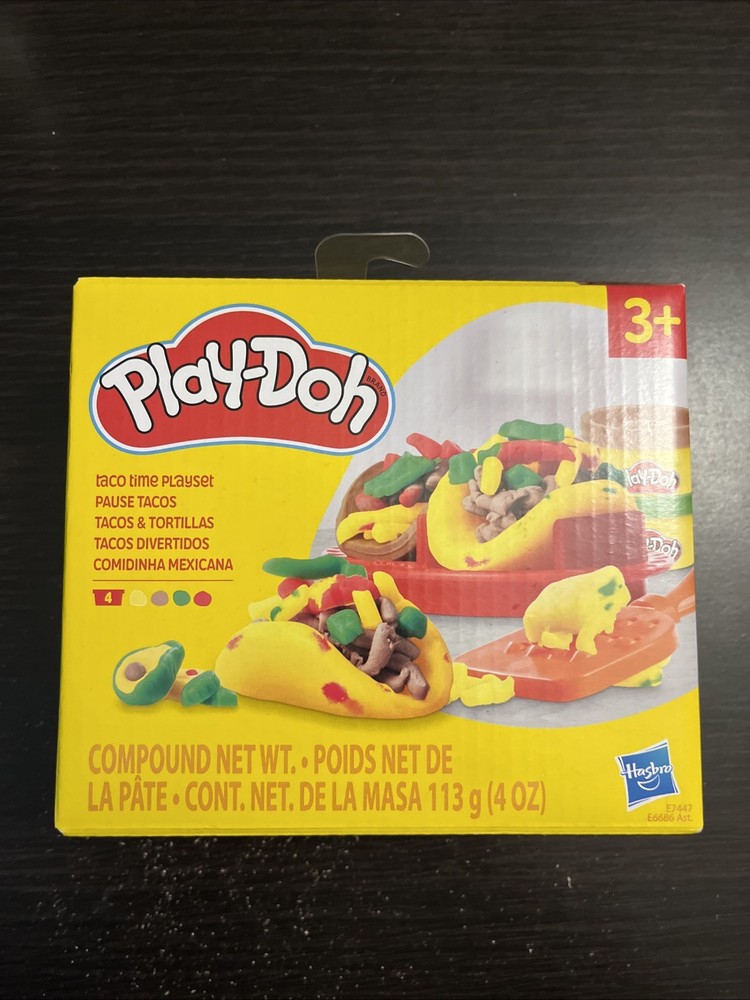 3+
Play-Doh
BRAND
taco time playset
PAUSE TACOS
TACOS & TORTILLAS
TACOS DIVERTIDOS
COMIDINHA MEXICANA
4
Play-Doh
-Doh
COMPOUND NET WT. • POIDS NET DE
LA PÂTE • CONT. NET. DE LA MASA 113 g (4 OZ)
Hasbro
E7447
E6686 Ast.